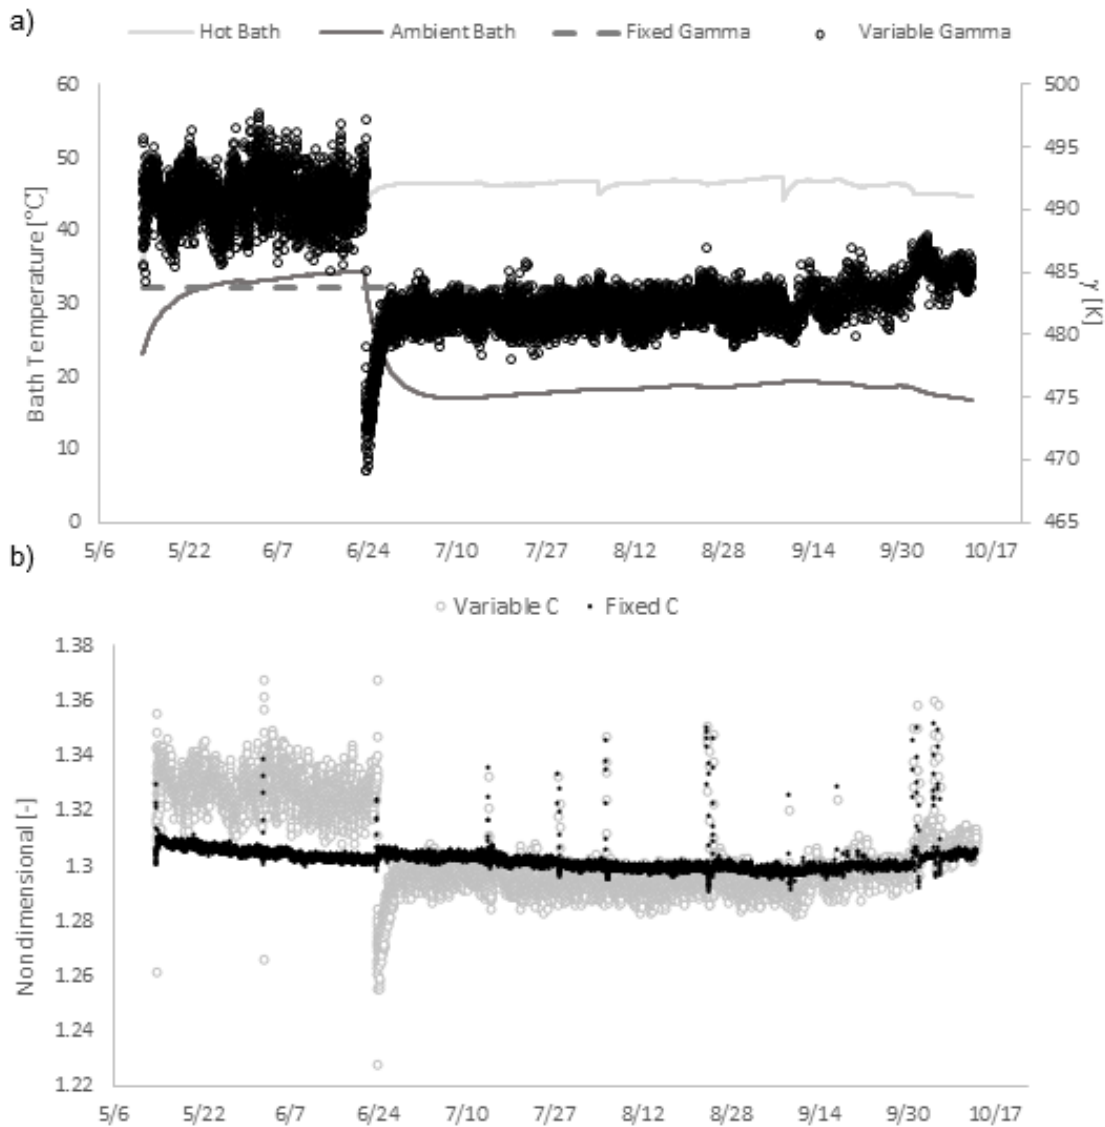 a)
Hot Bath Ambient Bath Fixed Gamma Variable Gamma
60 500
50 495
40 490
30 485
20 480
10 475
0 470
465
Bath Temperature [°C]
γ [K]
5/6 5/22 6/7 6/24 7/10 7/27 8/12 8/28 9/14 9/30 10/17
b)
Variable C Fixed C
1.38
1.36
1.34
1.32
1.3
1.28
1.26
1.24
1.22
Nondimensional [-]
5/6 5/22 6/7 6/24 7/10 7/27 8/12 8/28 9/14 9/30 10/17